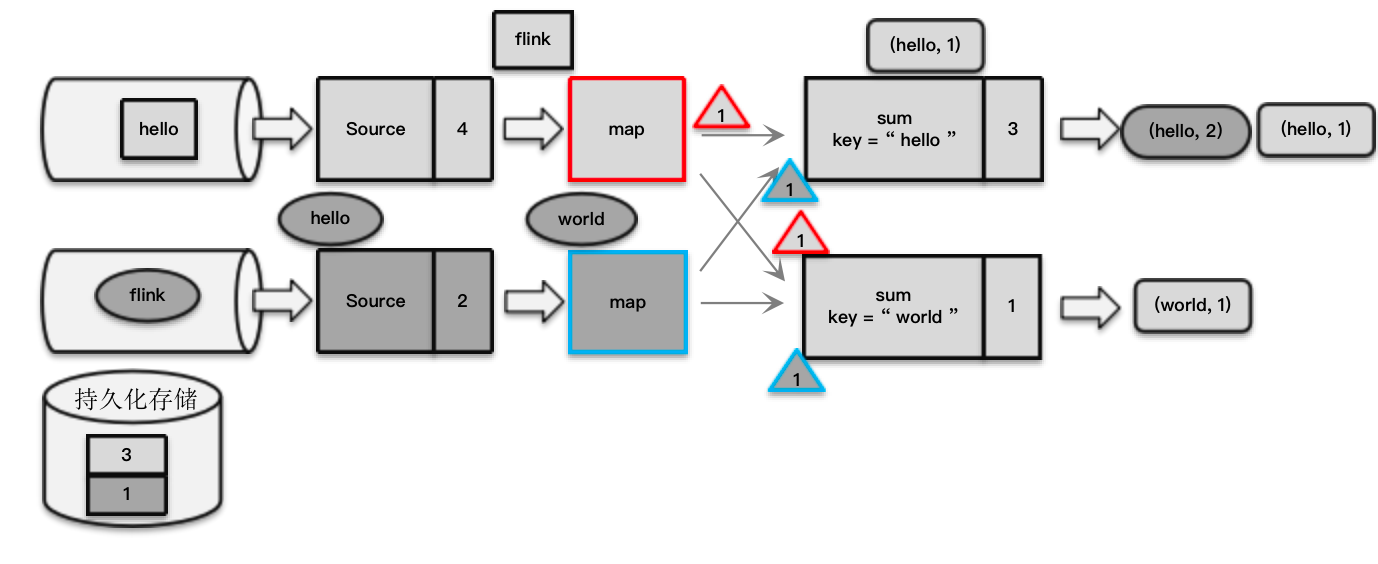 flink
(hello, 1)
hello
Source
4
map
1
sum
key = “ hello ”
3
(hello, 2)
(hello, 1)
1
hello
world
1
flink
Source
2
map
sum
key = “ world ”
1
(world, 1)
1
持久化存储
3
1